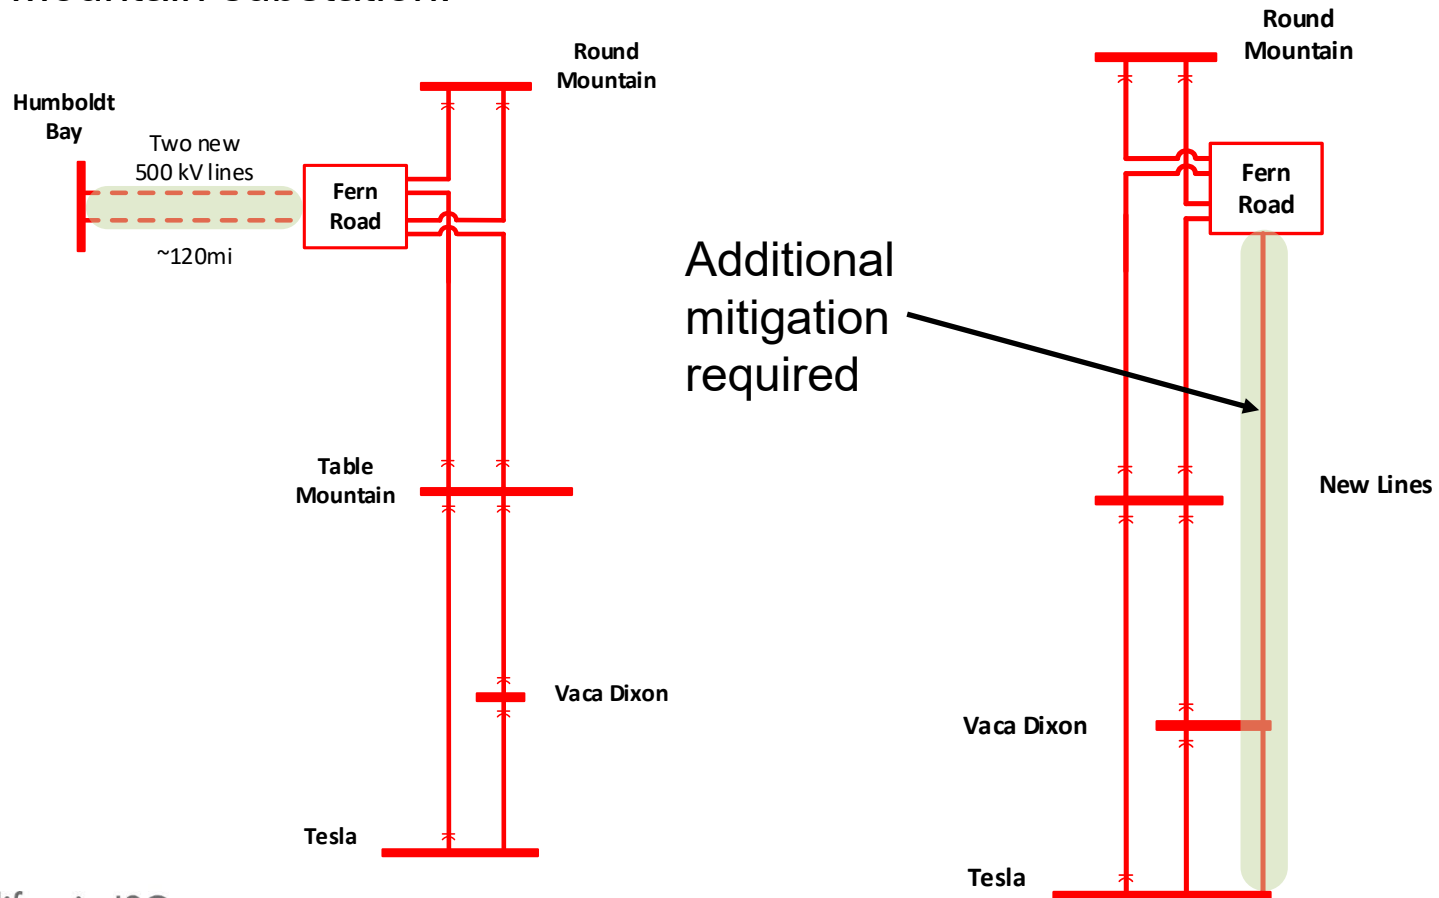 Round
Mountain
Humboldt
Bay
Two new
500 kV lines
Fern
Road
~120mi
Table
Mountain
Vaca Dixon
Tesla
Round
Mountain
Fern
Road
Additional
mitigation
required
New Lines
Vaca Dixon
Tesla